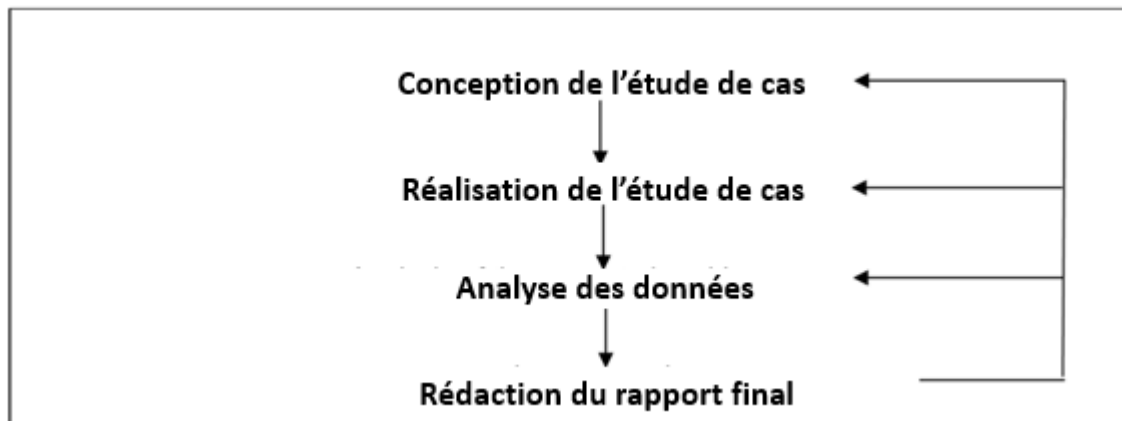 Conception de l’étude de cas
Réalisation de l’étude de cas
Analyse des données
Rédaction du rapport final